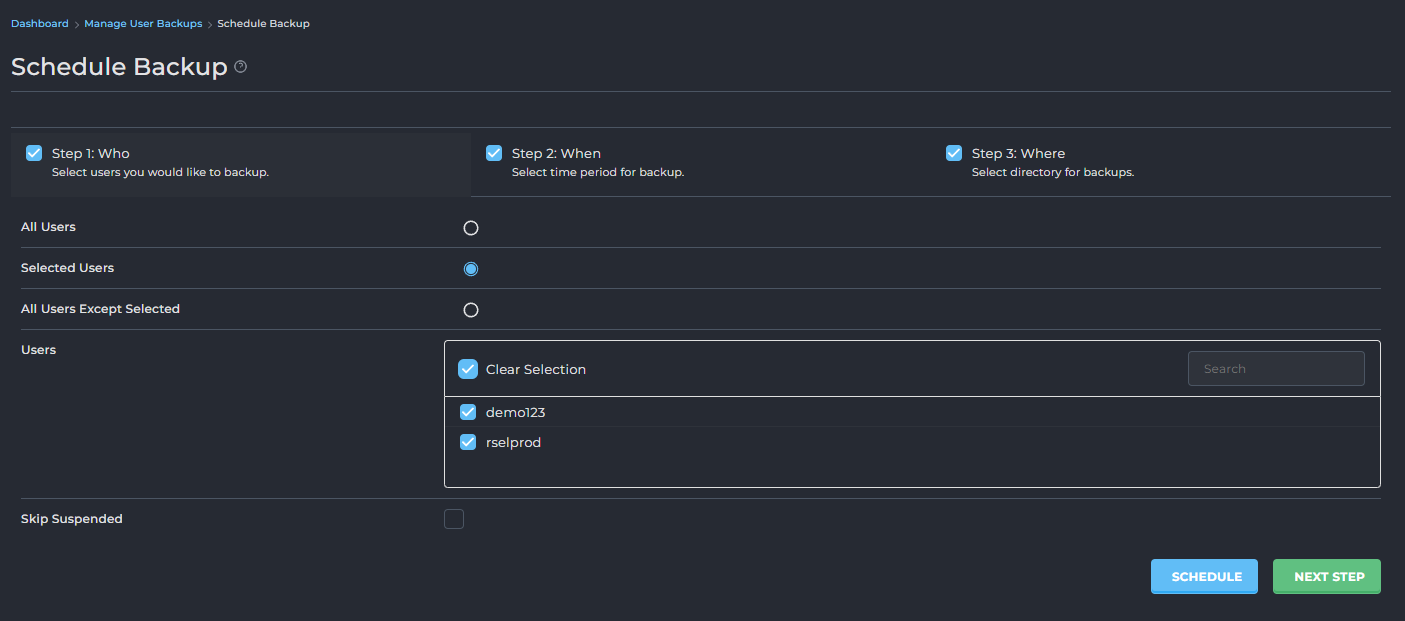 Dashboard > Manage User Backups > Schedule Backup
Schedule Backup ?
Step 1: Who
Select users you would like to backup.
Step 2: When
Select time period for backup.
Step 3: Where
Select directory for backups.
All Users
Selected Users
All Users Except Selected
Users
Clear Selection
Search
demo123
rselprod
Skip Suspended
SCHEDULE
NEXT STEP